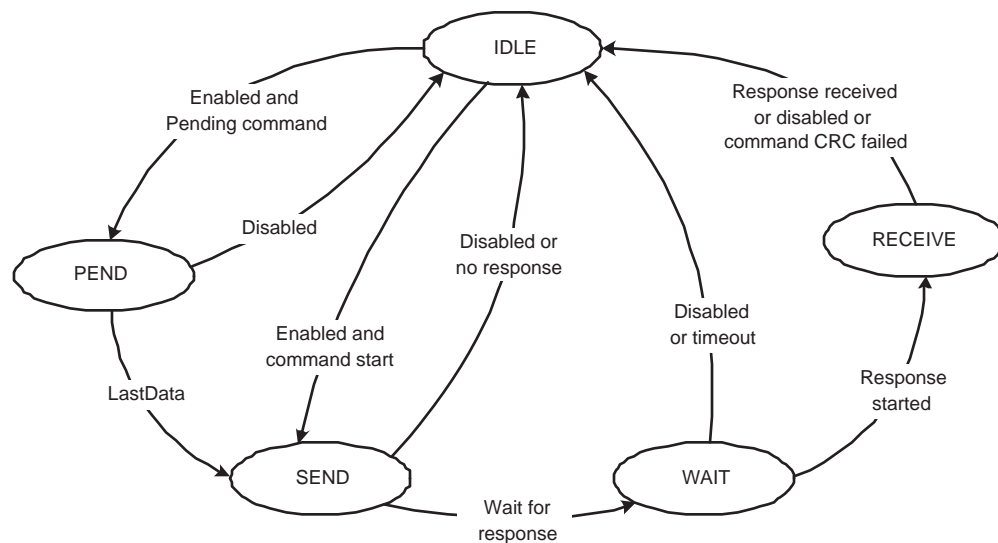 IDLE
Enabled and
Pending command
Response received
or disabled or
command CRC failed
Disabled
Disabled or
no response
RECEIVE
PEND
Enabled and
command start
Disabled
or timeout
LastData
Response
started
SEND
WAIT
Wait for
response